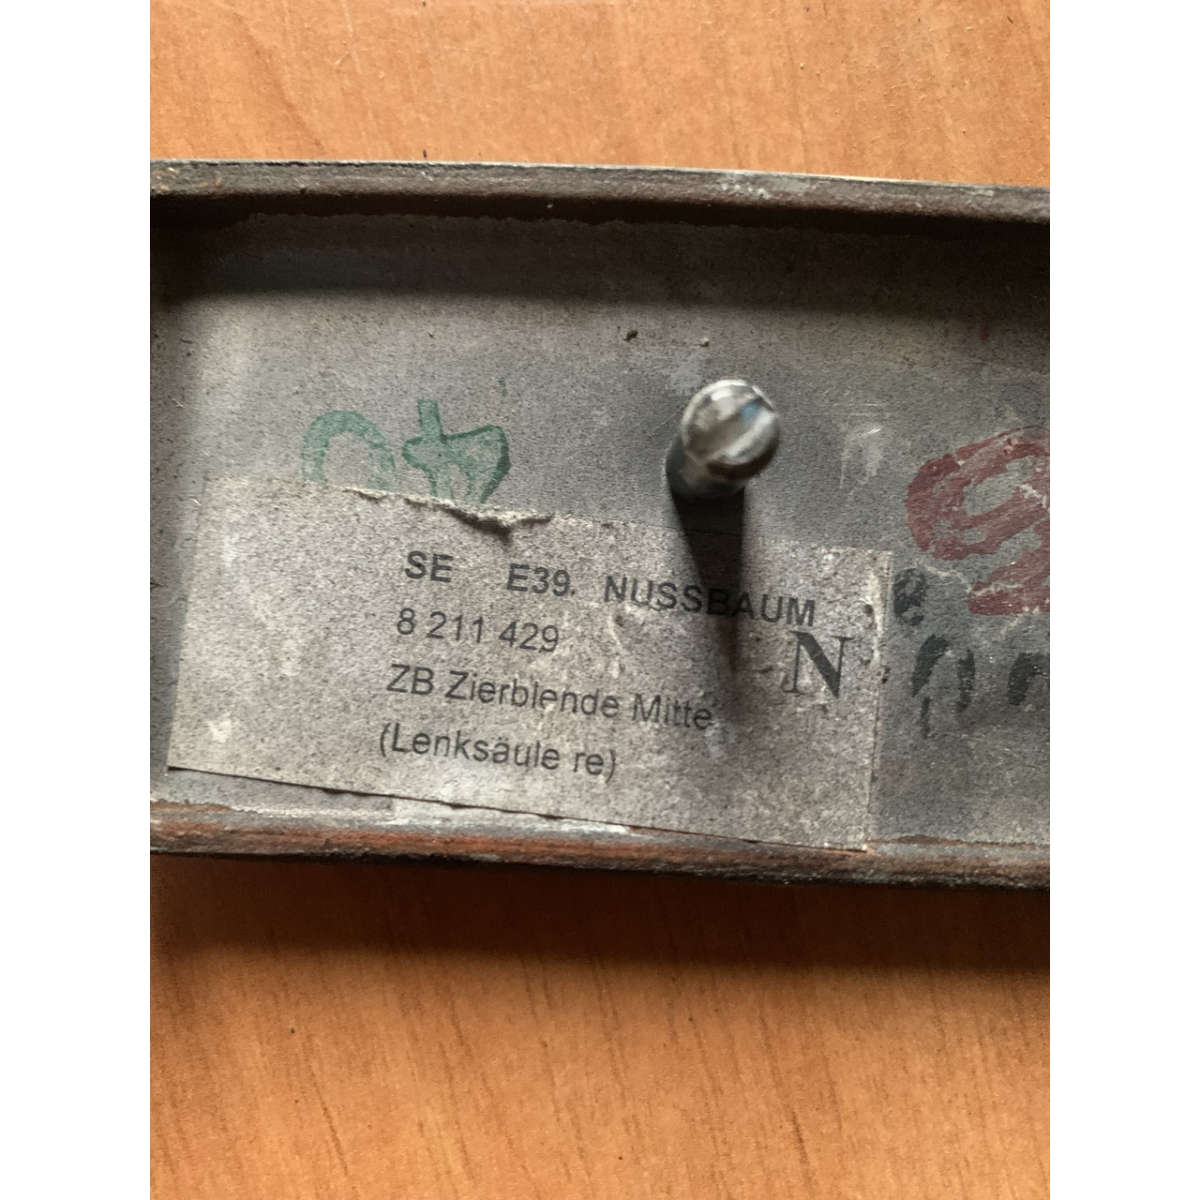 SE E39. NUSSBAUM
8 211 429
N
ZB Zierblende Mitte
(Lenksäule re)